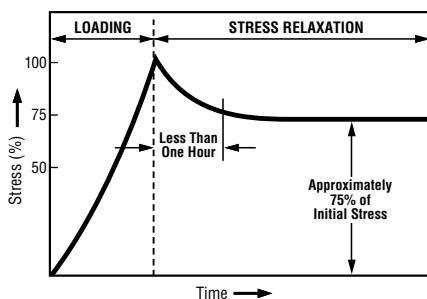 LOADING
STRESS RELAXATION
100
75
50
Stress (%)
Less Than
One Hour
Approximately
75% of
Initial Stress
Time